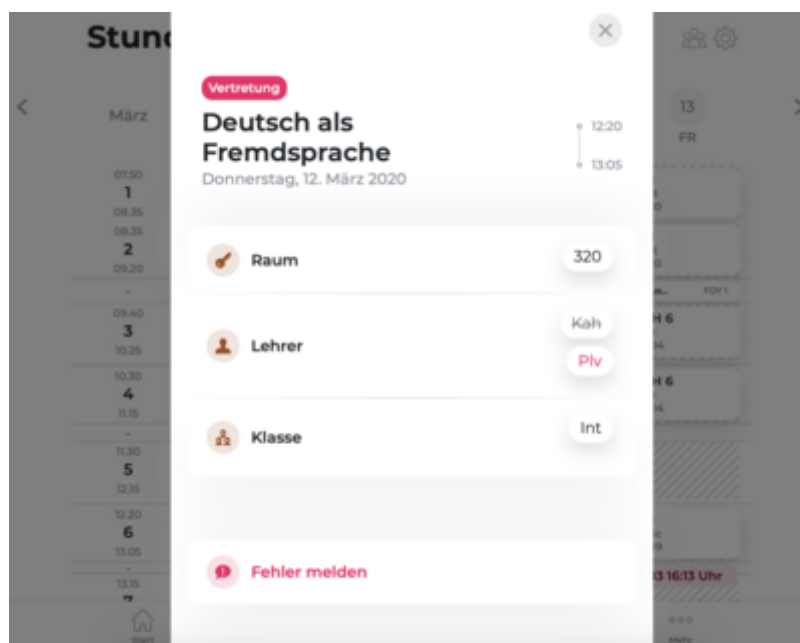 Stund
März
13
FR
Vertretung
Deutsch als
Fremdsprache
Donnerstag, 12. März 2020
12:20
13:05
Raum
320
Lehrer
Kah
Plv
Klasse
Int
Fehler melden
07.50
1
08.35
08.35
2
09.20
-
09.40
3
10.25
10.30
4
11.15
-
11.30
5
12.15
12.20
6
13.05
-
13.15
7
H 6
H 6
3 16:13 Uhr
Start
Mehr